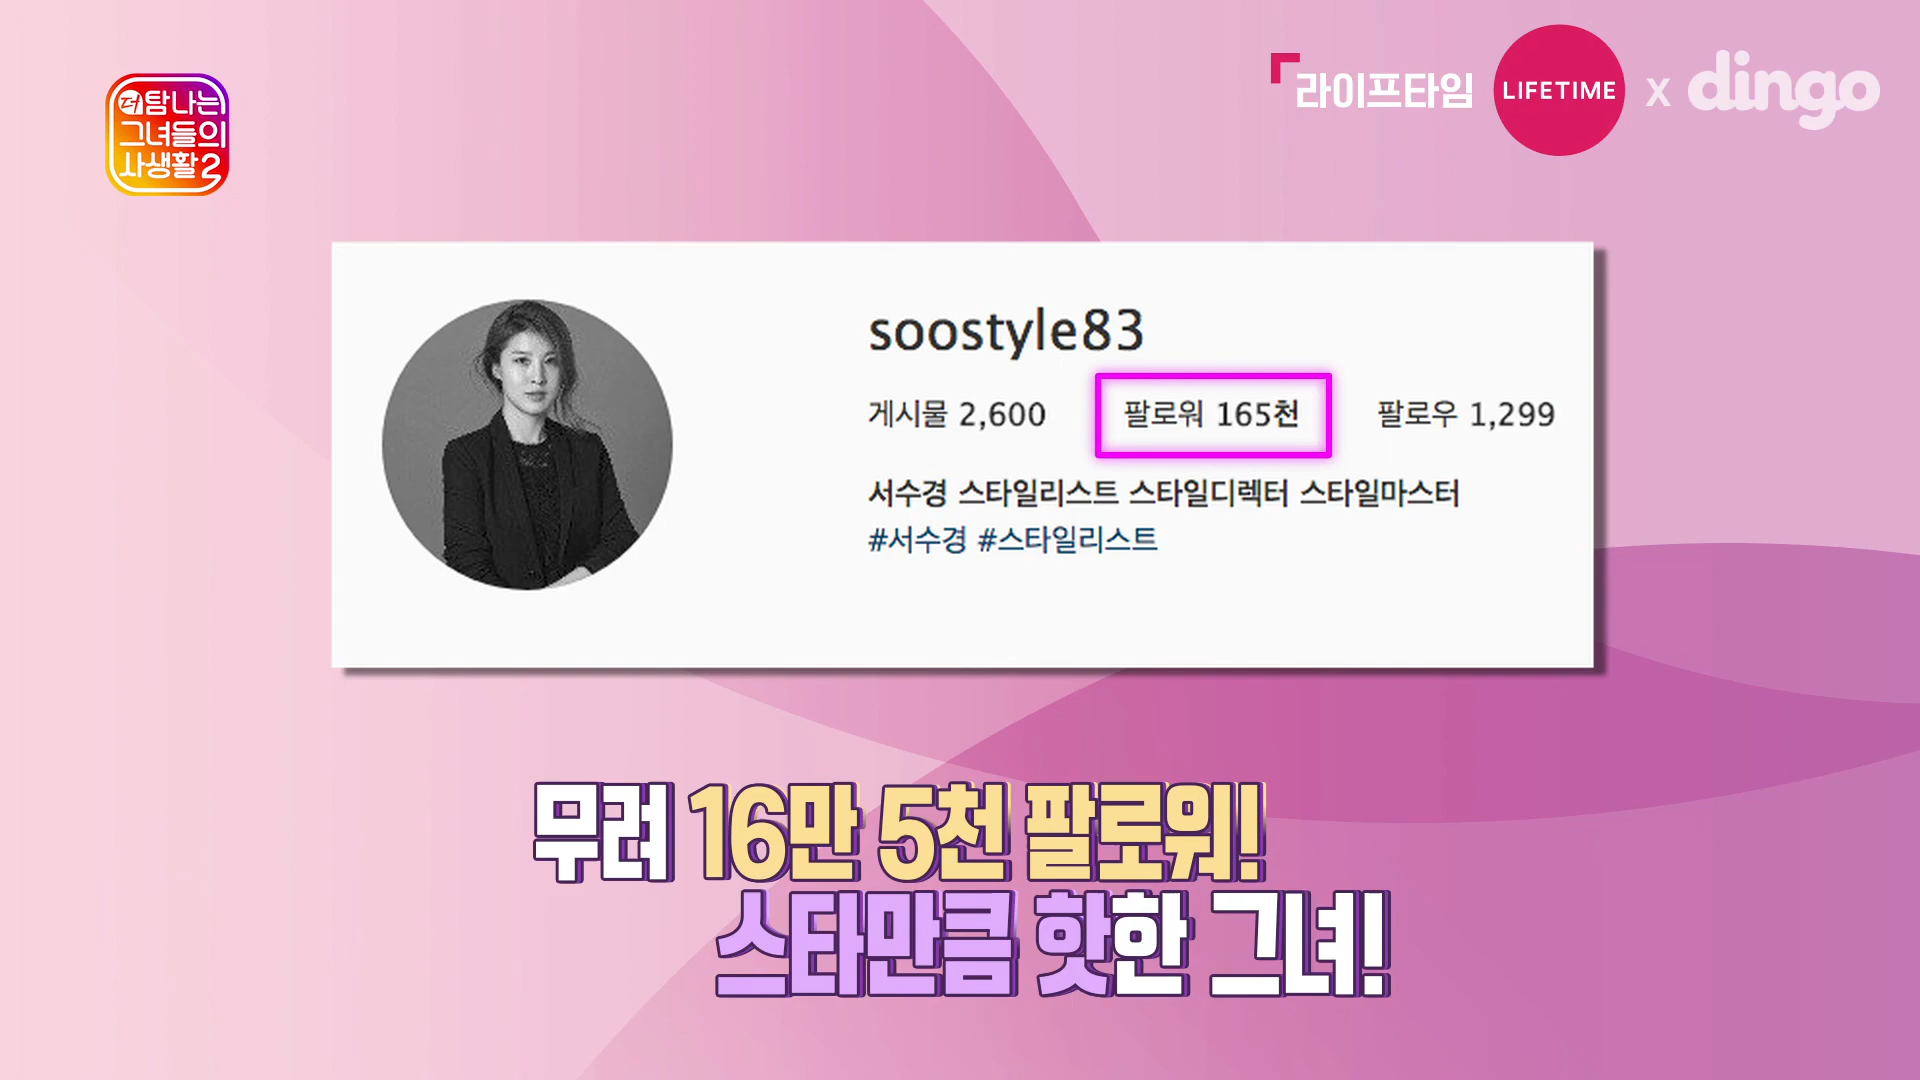 더탐나는
그녀들의
사생활2
라이프타임 LIFETIME x dingo
soostyle83
게시물 2,600 팔로워 165천 팔로우 1,299
서수경 스타일리스트 스타일디렉터 스타일마스터
#서수경 #스타일리스트
무려 16만 5천 팔로워!
스타만큼 핫한 그녀!